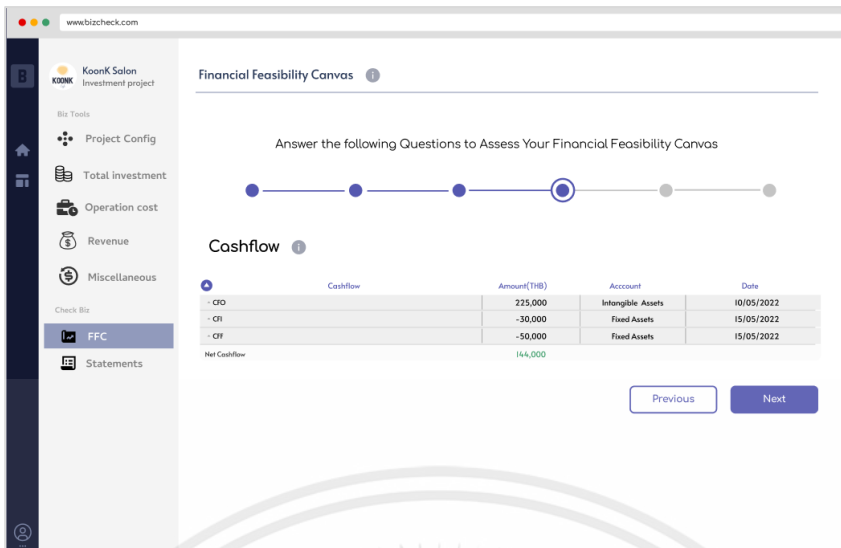 www.bizcheck.com
B
KOONK
KoonK Salon
Investment project
Biz Tools
Project Config
Total investment
Operation cost
Revenue
Miscellaneous
Check Biz
FFC
Statements
Financial Feasibility Canvas i
Answer the following Questions to Assess Your Financial Feasibility Canvas
Cashflow i
Cashflow Amount(THB) Acccount Date
- CFO 225,000 Intangible Assets 10/05/2022
- CFI -30,000 Fixed Assets 15/05/2022
- CFF -50,000 Fixed Assets 15/05/2022
Net Cashflow 144,000
Previous Next